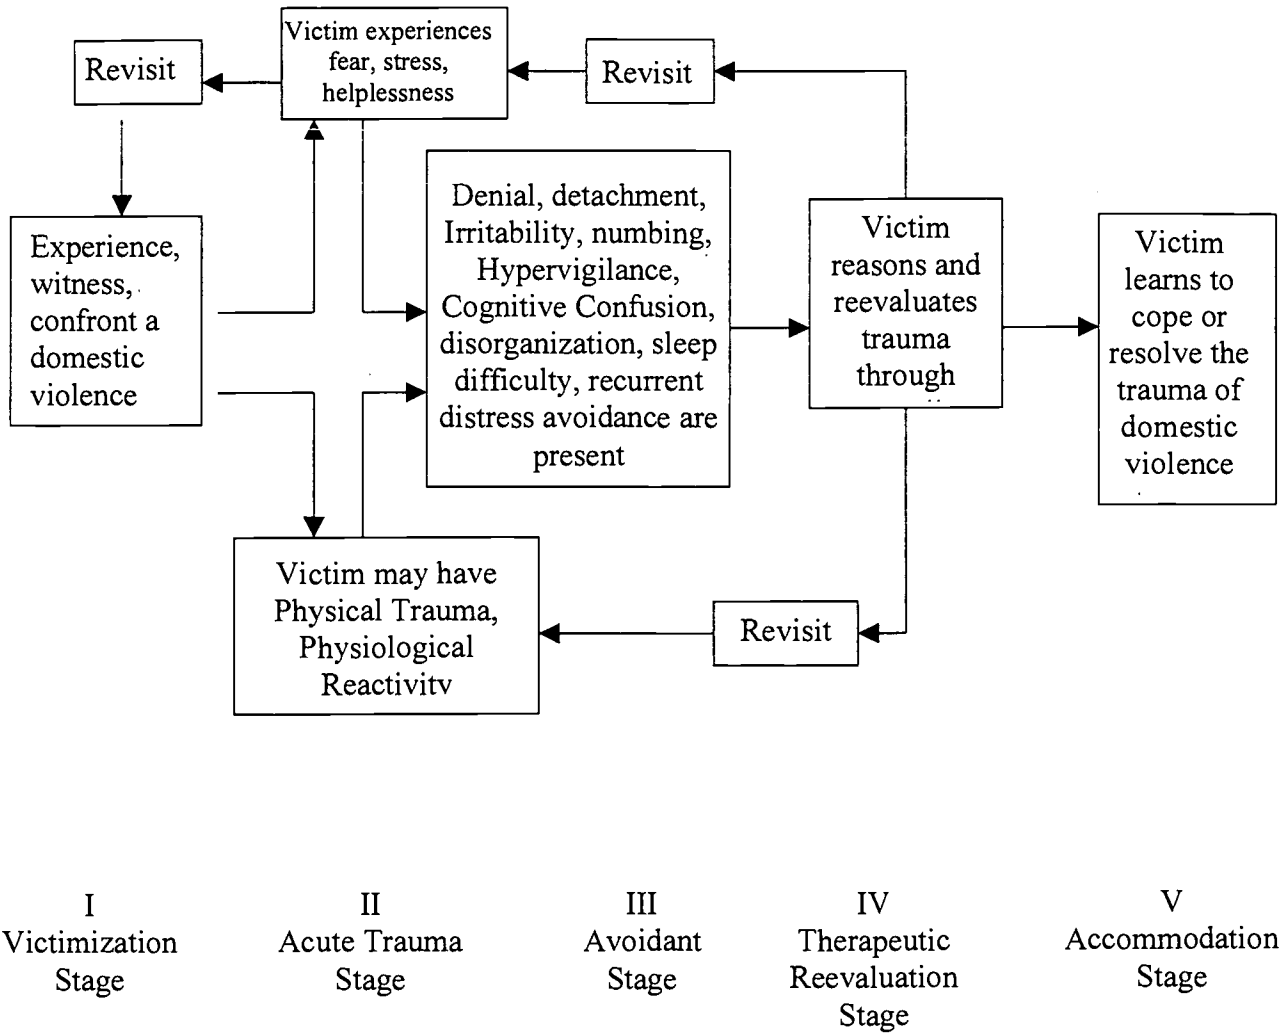 Revisit
Victim experiences
fear, stress,
helplessness
Revisit
Experience,
witness,
confront a
domestic
violence
Denial, detachment,
Irritability, numbing,
Hypervigilance,
Cognitive Confusion,
disorganization, sleep
difficulty, recurrent
distress avoidance are
present
Victim
reasons and
reevaluates
trauma
through
Victim
learns to
cope or
resolve the
trauma of
domestic
violence
Victim may have
Physical Trauma,
Physiological
Reactivity
Revisit
I
Victimization
Stage
II
Acute Trauma
Stage
III
Avoidant
Stage
IV
Therapeutic
Reevaluation
Stage
V
Accommodation
Stage